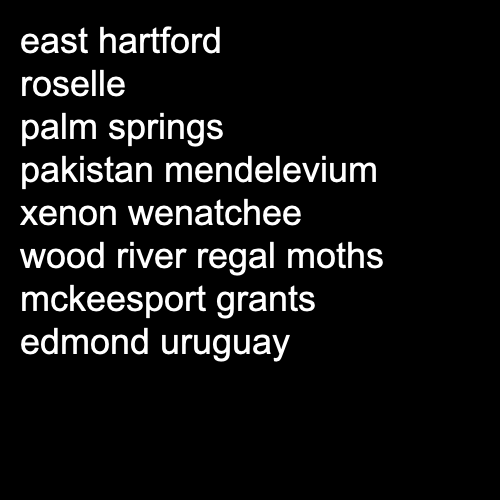 east hartford
roselle
palm springs
pakistan mendelevium
xenon wenatchee
wood river regal moths
mckeesport grants
edmond uruguay